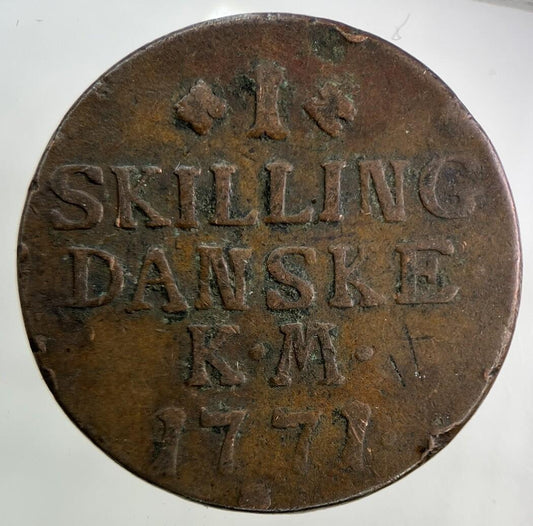 1
SKILLING
DANSKE
K·M·
1771·